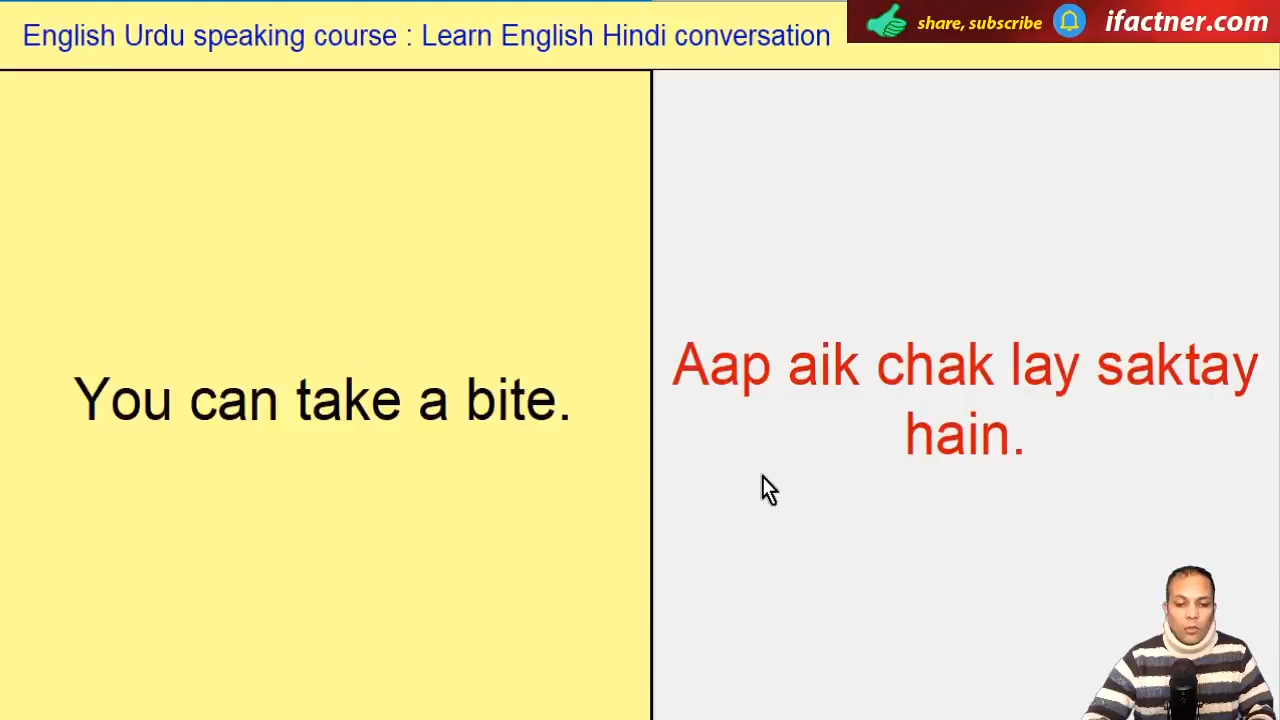 English Urdu speaking course : Learn English Hindi conversation
share, subscribe
ifactner.com
You can take a bite.
Aap aik chak lay saktay
hain.